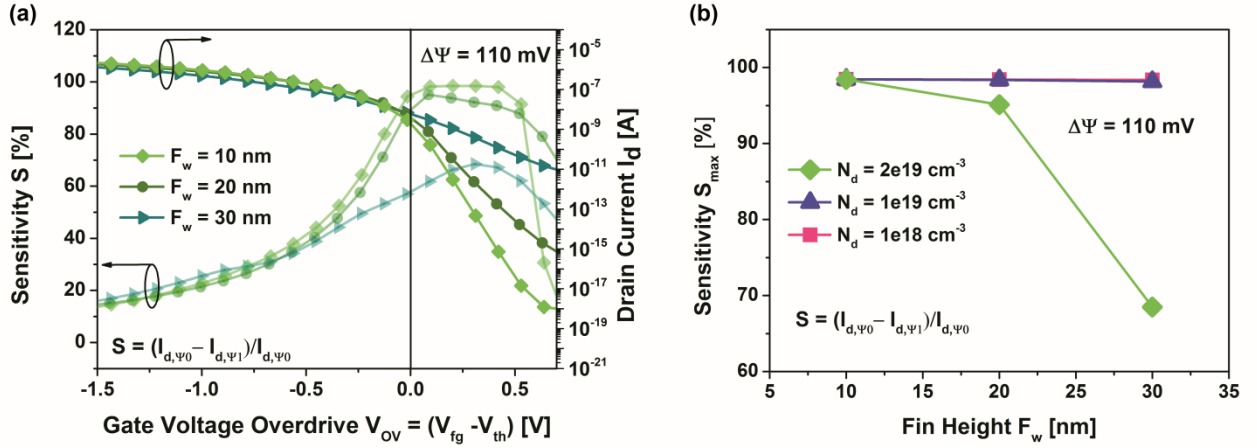 (a)
120
100
80
60
40
20
0
Sensitivity S [%]
ΔΨ = 110 mV
F_w = 10 nm
F_w = 20 nm
F_w = 30 nm
S = (I_d,Ψ0 − I_d,Ψ1)/I_d,Ψ0
10^-5
10^-7
10^-9
10^-11
10^-13
10^-15
10^-17
10^-19
10^-21
Drain Current I_d [A]
-1.5 -1.0 -0.5 0.0 0.5
Gate Voltage Overdrive V_OV = (V_fg -V_th) [V]
(b)
100
90
80
70
60
Sensitivity S_max [%]
ΔΨ = 110 mV
N_d = 2e19 cm^-3
N_d = 1e19 cm^-3
N_d = 1e18 cm^-3
S = (I_d,Ψ0 − I_d,Ψ1)/I_d,Ψ0
5 10 15 20 25 30 35
Fin Height F_w [nm]